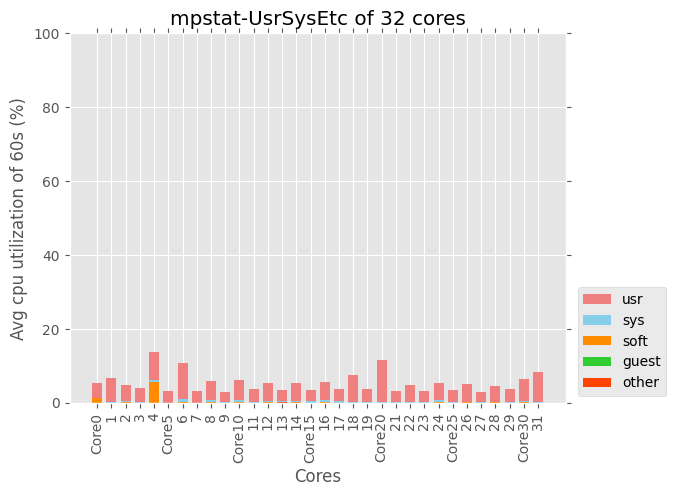 mpstat-UsrSysEtc of 32 cores
Avg cpu utilization of 60s (%)
100
80
60
40
20
0
Core0
1
2
3
4
Core5
6
7
8
9
Core10
11
12
13
14
Core15
16
17
18
19
Core20
21
22
23
24
Core25
26
27
28
29
Core30
31
Cores
usr
sys
soft
guest
other